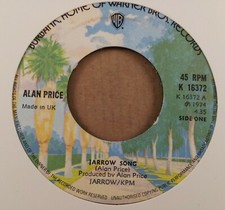 BURBANK, HOME OF WARNER BROS. RECORDS
WB
ALAN PRICE
Made in UK
45 RPM
K 16372
K 16372 A
℗ 1974
4.55
SIDE ONE
JARROW SONG
(Alan Price)
Produced by Alan Price
JARROW/KPM